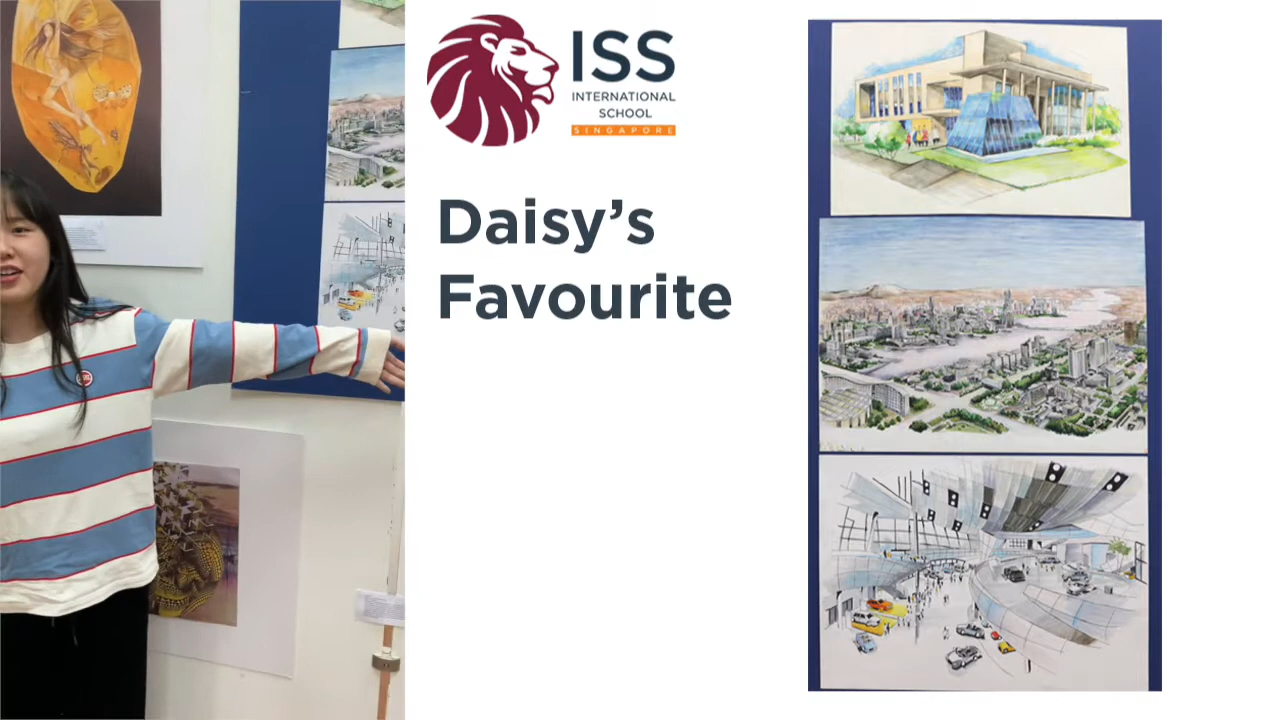 ISS
INTERNATIONAL
SCHOOL
SINGAPORE
Daisy’s
Favourite